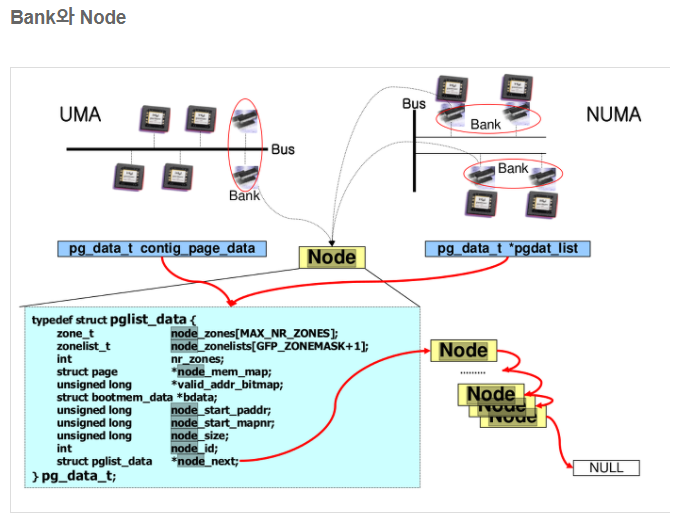 Bank와 Node
UMA
Bus
Bank
Bus
Bank
Bank
NUMA
pg_data_t contig_page_data
Node
pg_data_t *pgdat_list
typedef struct pglist_data {
zone_t node_zones[MAX_NR_ZONES];
zonelist_t node_zonelists[GFP_ZONEMASK+1];
int nr_zones;
struct page *node_mem_map;
unsigned long *valid_addr_bitmap;
struct bootmem_data *bdata;
unsigned long node_start_paddr;
unsigned long node_start_mapnr;
unsigned long node_size;
int node_id;
struct pglist_data *node_next;
} pg_data_t;
Node
.........
Node
Node
Node
NULL